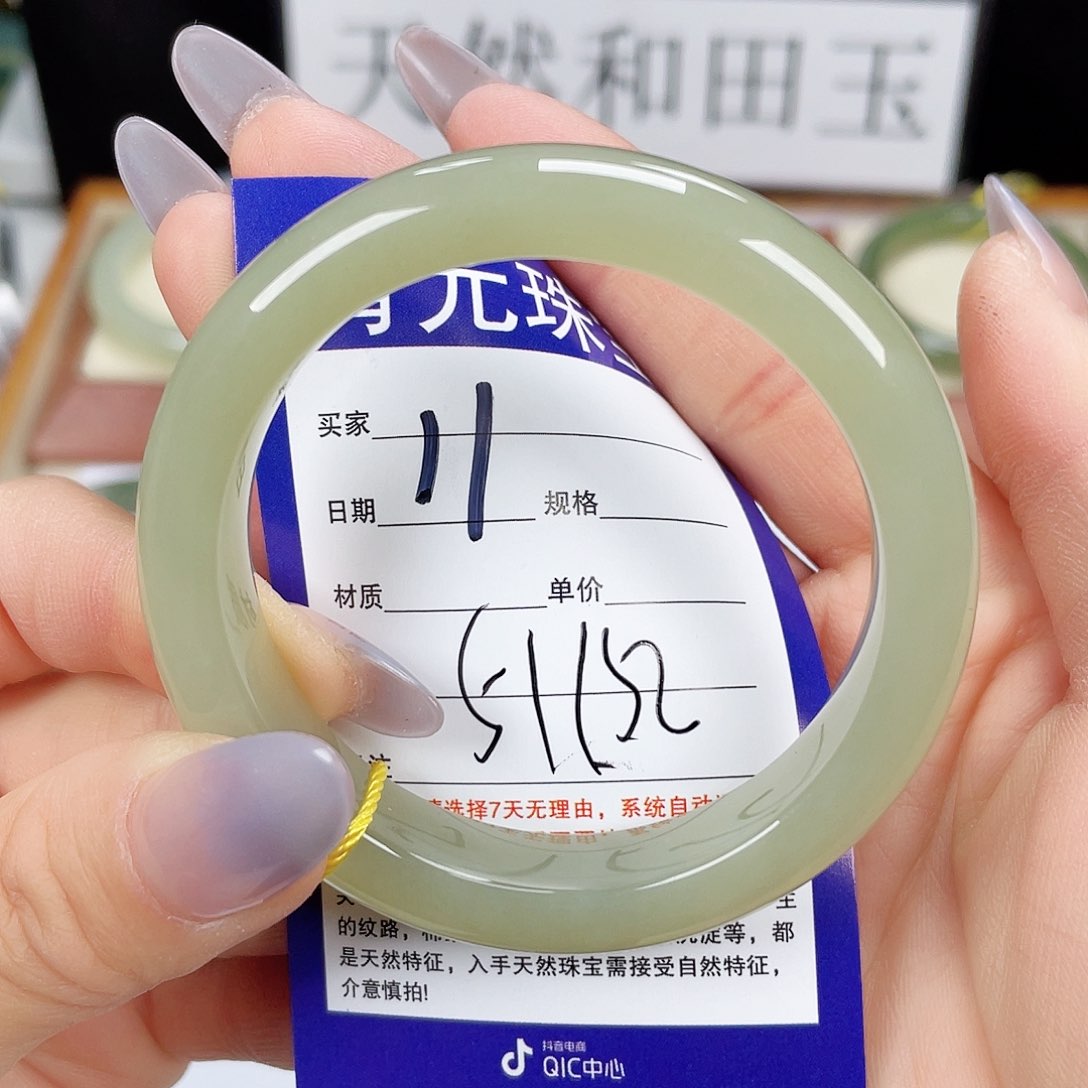 天然和田玉
元珠
买家 11
日期 规格
材质 单价
选择7天无理由，系统自动
的纹路，
淀等，都
是天然特征，入手天然珠宝需接受自然特征，
介意慎拍!
抖音电商
QIC中心